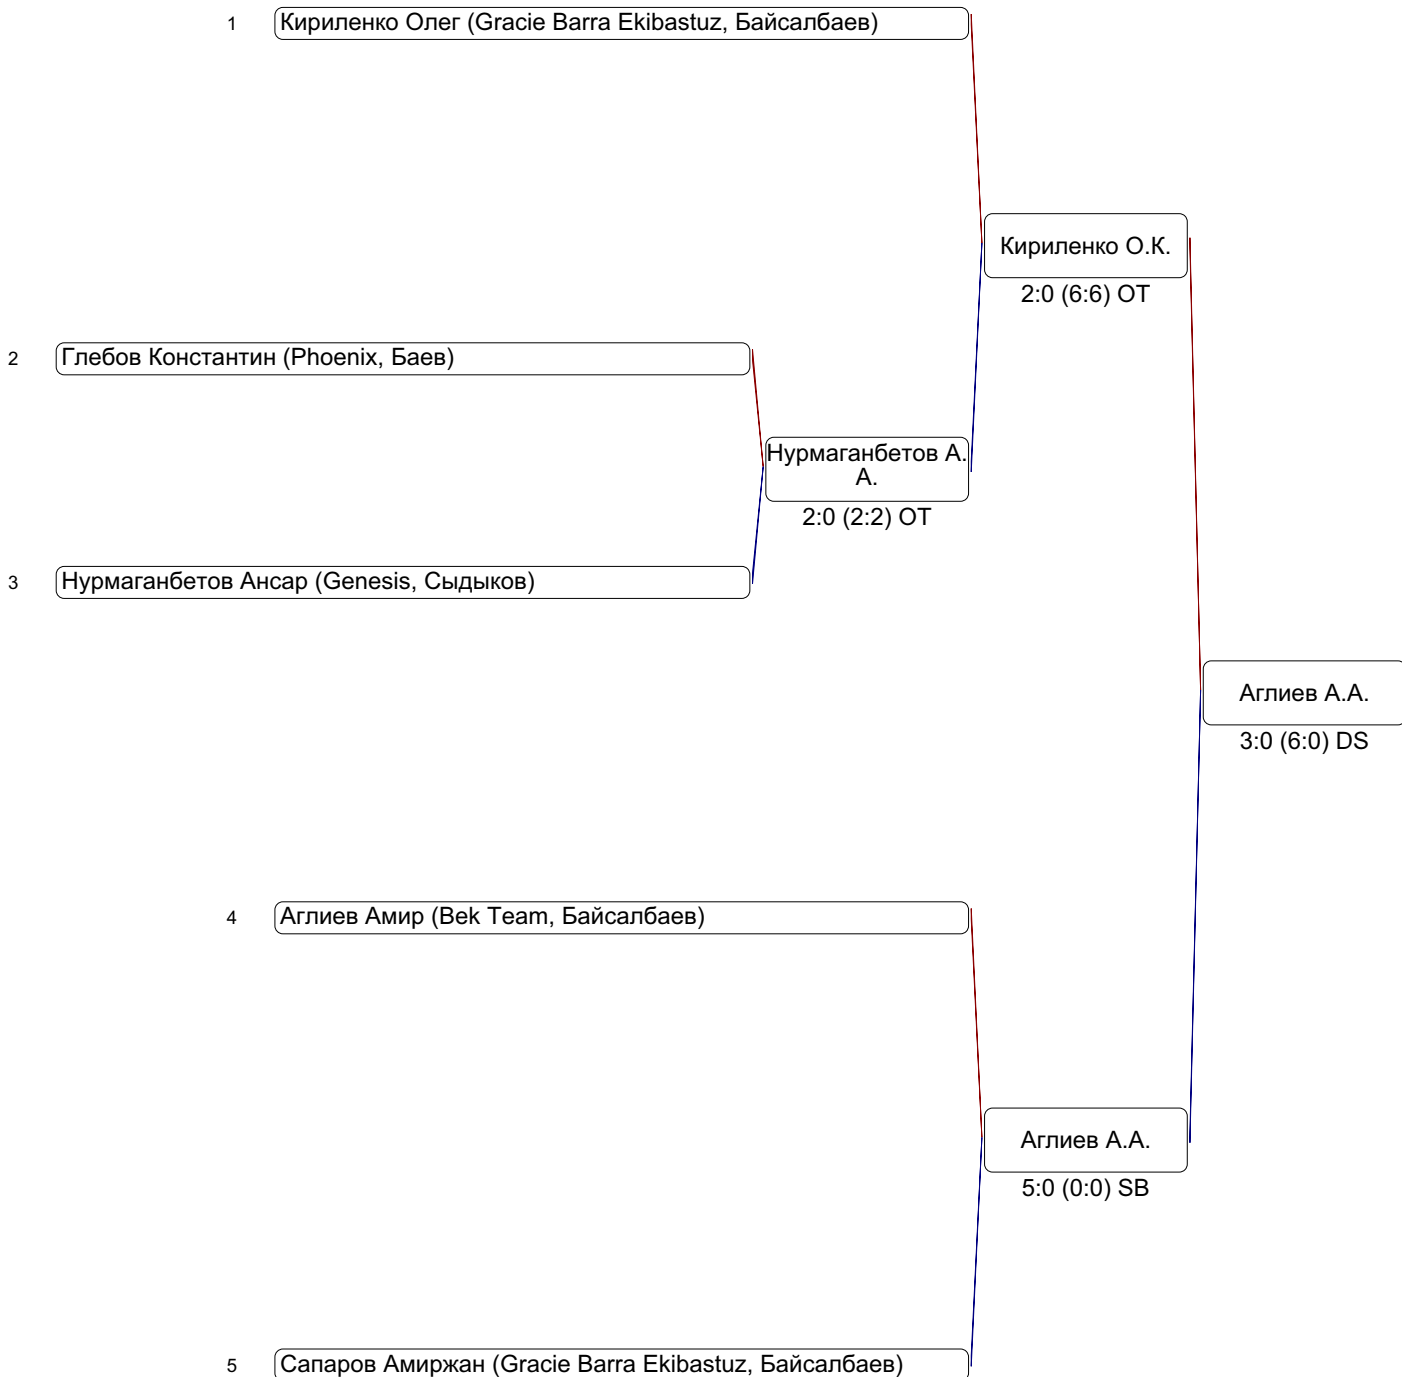 1 Кириленко Олег (Gracie Barra Ekibastuz, Байсалбаев)
Кириленко О.К.
2:0 (6:6) OT
2 Глебов Константин (Phoenix, Баев)
Нурмаганбетов А.
А.
2:0 (2:2) OT
3 Нурмаганбетов Ансар (Genesis, Сыдыков)
Аглиев А.А.
3:0 (6:0) DS
4 Аглиев Амир (Bek Team, Байсалбаев)
Аглиев А.А.
5:0 (0:0) SB
5 Сапаров Амиржан (Gracie Barra Ekibastuz, Байсалбаев)